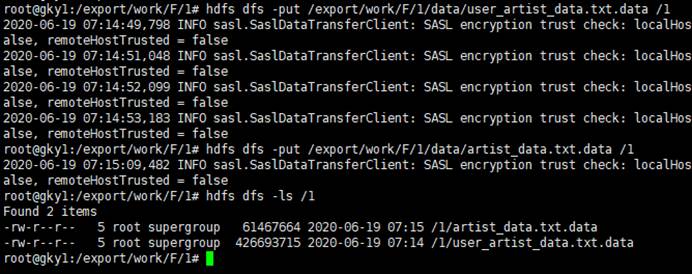 root@gky1:/export/work/F/1# hdfs dfs -put /export/work/F/1/data/user_artist_data.txt.data /1
2020-06-19 07:14:49,798 INFO sasl.SaslDataTransferClient: SASL encryption trust check: localHos
alse, remoteHostTrusted = false
2020-06-19 07:14:51,048 INFO sasl.SaslDataTransferClient: SASL encryption trust check: localHos
alse, remoteHostTrusted = false
2020-06-19 07:14:52,099 INFO sasl.SaslDataTransferClient: SASL encryption trust check: localHos
alse, remoteHostTrusted = false
2020-06-19 07:14:53,183 INFO sasl.SaslDataTransferClient: SASL encryption trust check: localHos
alse, remoteHostTrusted = false
root@gky1:/export/work/F/1# hdfs dfs -put /export/work/F/1/data/artist_data.txt.data /1
2020-06-19 07:15:09,482 INFO sasl.SaslDataTransferClient: SASL encryption trust check: localHos
alse, remoteHostTrusted = false
root@gky1:/export/work/F/1# hdfs dfs -ls /1
Found 2 items
-rw-r--r--   5 root supergroup   61467664 2020-06-19 07:15 /1/artist_data.txt.data
-rw-r--r--   5 root supergroup  426693715 2020-06-19 07:14 /1/user_artist_data.txt.data
root@gky1:/export/work/F/1#